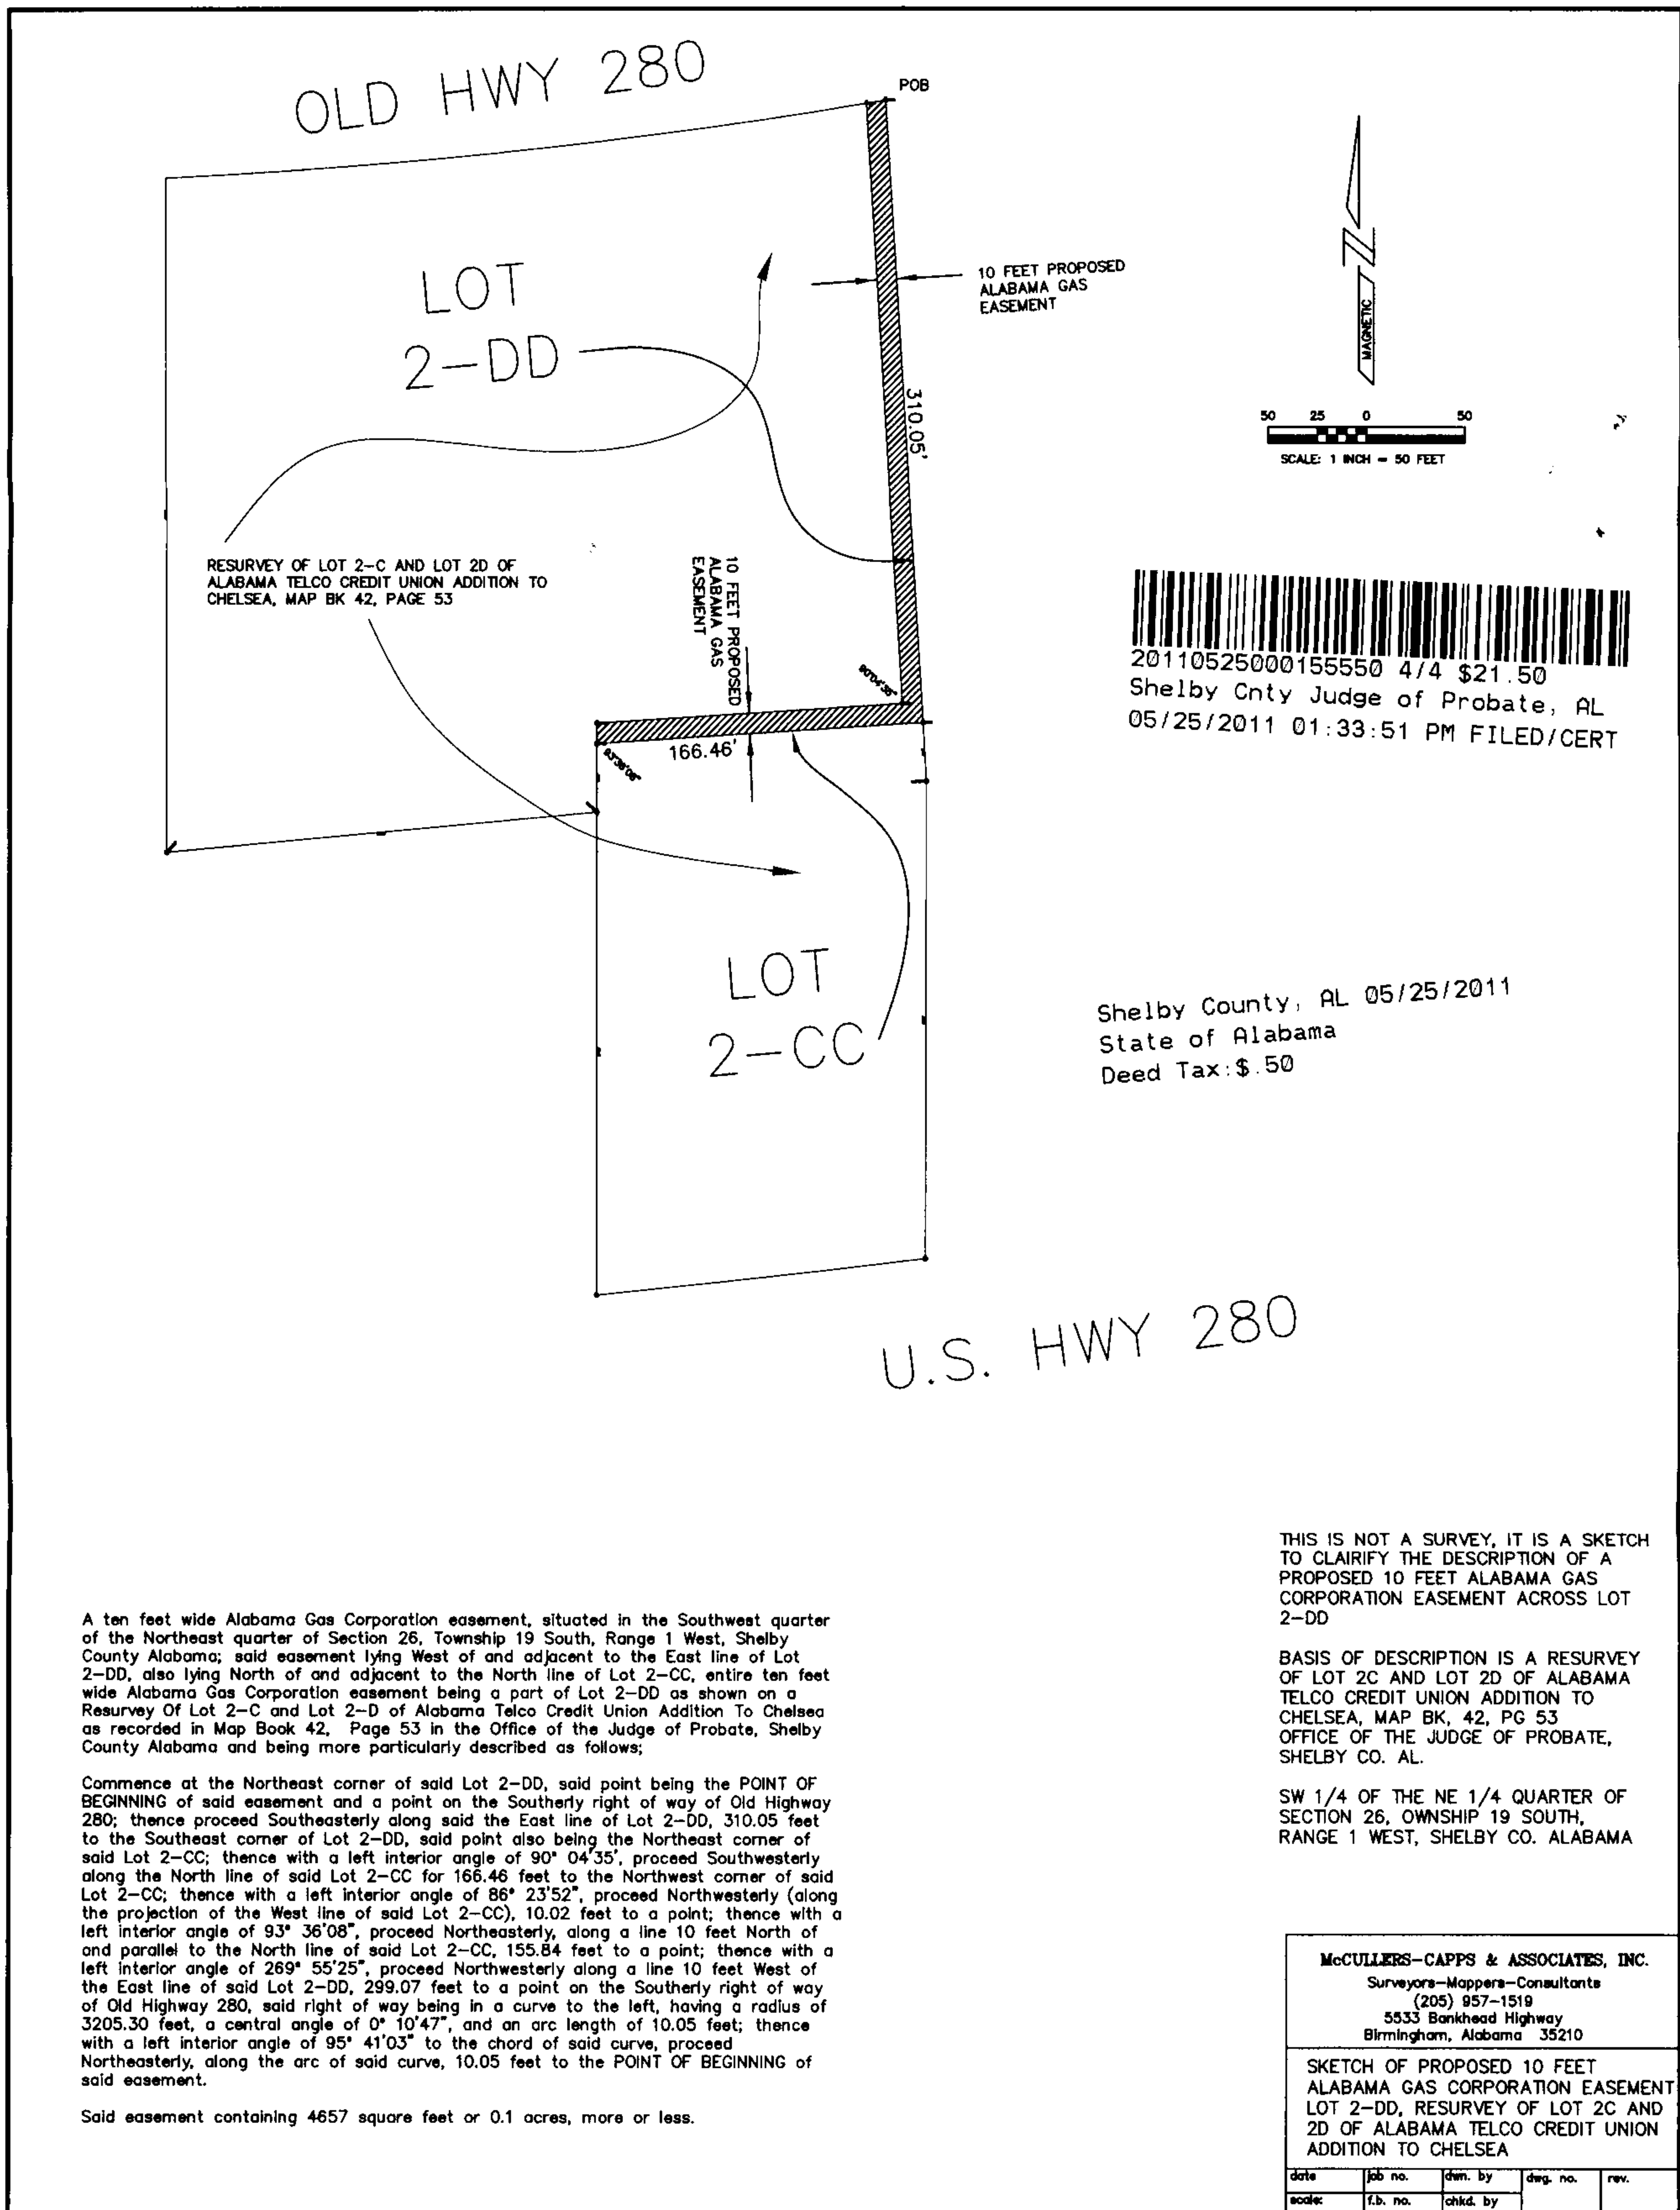 OLD HWY 280
POB
LOT
2-DD
10 FEET PROPOSED
ALABAMA GAS
EASEMENT
310.05'
MAGNETIC
50 25 0 50
SCALE: 1 INCH = 50 FEET
RESURVEY OF LOT 2-C AND LOT 2D OF
ALABAMA TELCO CREDIT UNION ADDITION TO
CHELSEA, MAP BK 42, PAGE 53
10 FEET PROPOSED
ALABAMA GAS
EASEMENT
90°04'35"
166.46'
93°36'08"
20110525000155550 4/4 $21.50
Shelby Cnty Judge of Probate, AL
05/25/2011 01:33:51 PM FILED/CERT
LOT
2-CC
Shelby County, AL 05/25/2011
State of Alabama
Deed Tax:$.50
U.S. HWY 280
A ten feet wide Alabama Gas Corporation easement, situated in the Southwest quarter
of the Northeast quarter of Section 26, Township 19 South, Range 1 West, Shelby
County Alabama; said easement lying West of and adjacent to the East line of Lot
2-DD, also lying North of and adjacent to the North line of Lot 2-CC, entire ten feet
wide Alabama Gas Corporation easement being a part of Lot 2-DD as shown on a
Resurvey Of Lot 2-C and Lot 2-D of Alabama Telco Credit Union Addition To Chelsea
as recorded in Map Book 42, Page 53 in the Office of the Judge of Probate, Shelby
County Alabama and being more particularly described as follows;
Commence at the Northeast corner of said Lot 2-DD, said point being the POINT OF
BEGINNING of said easement and a point on the Southerly right of way of Old Highway
280; thence proceed Southeasterly along said the East line of Lot 2-DD, 310.05 feet
to the Southeast corner of Lot 2-DD, said point also being the Northeast corner of
said Lot 2-CC; thence with a left interior angle of 90° 04'35', proceed Southwesterly
along the North line of said Lot 2-CC for 166.46 feet to the Northwest corner of said
Lot 2-CC; thence with a left interior angle of 86° 23'52", proceed Northwesterly (along
the projection of the West line of said Lot 2-CC), 10.02 feet to a point; thence with a
left interior angle of 93° 36'08", proceed Northeasterly, along a line 10 feet North of
and parallel to the North line of said Lot 2-CC, 155.84 feet to a point; thence with a
left interior angle of 269° 55'25", proceed Northwesterly along a line 10 feet West of
the East line of said Lot 2-DD, 299.07 feet to a point on the Southerly right of way
of Old Highway 280, said right of way being in a curve to the left, having a radius of
3205.30 feet, a central angle of 0° 10'47", and an arc length of 10.05 feet; thence
with a left interior angle of 95° 41'03" to the chord of said curve, proceed
Northeasterly, along the arc of said curve, 10.05 feet to the POINT OF BEGINNING of
said easement.
Said easement containing 4657 square feet or 0.1 acres, more or less.
THIS IS NOT A SURVEY, IT IS A SKETCH
TO CLAIRIFY THE DESCRIPTION OF A
PROPOSED 10 FEET ALABAMA GAS
CORPORATION EASEMENT ACROSS LOT
2-DD
BASIS OF DESCRIPTION IS A RESURVEY
OF LOT 2C AND LOT 2D OF ALABAMA
TELCO CREDIT UNION ADDITION TO
CHELSEA, MAP BK, 42, PG 53
OFFICE OF THE JUDGE OF PROBATE,
SHELBY CO. AL.
SW 1/4 OF THE NE 1/4 QUARTER OF
SECTION 26, OWNSHIP 19 SOUTH,
RANGE 1 WEST, SHELBY CO. ALABAMA
McCULLERS-CAPPS & ASSOCIATES, INC.
Surveyors-Mappers-Consultants
(205) 957-1519
5533 Bankhead Highway
Birmingham, Alabama 35210
SKETCH OF PROPOSED 10 FEET
ALABAMA GAS CORPORATION EASEMENT
LOT 2-DD, RESURVEY OF LOT 2C AND
2D OF ALABAMA TELCO CREDIT UNION
ADDITION TO CHELSEA
date job no. dwn. by dwg. no. rev.
scale: f.b. no. chkd. by